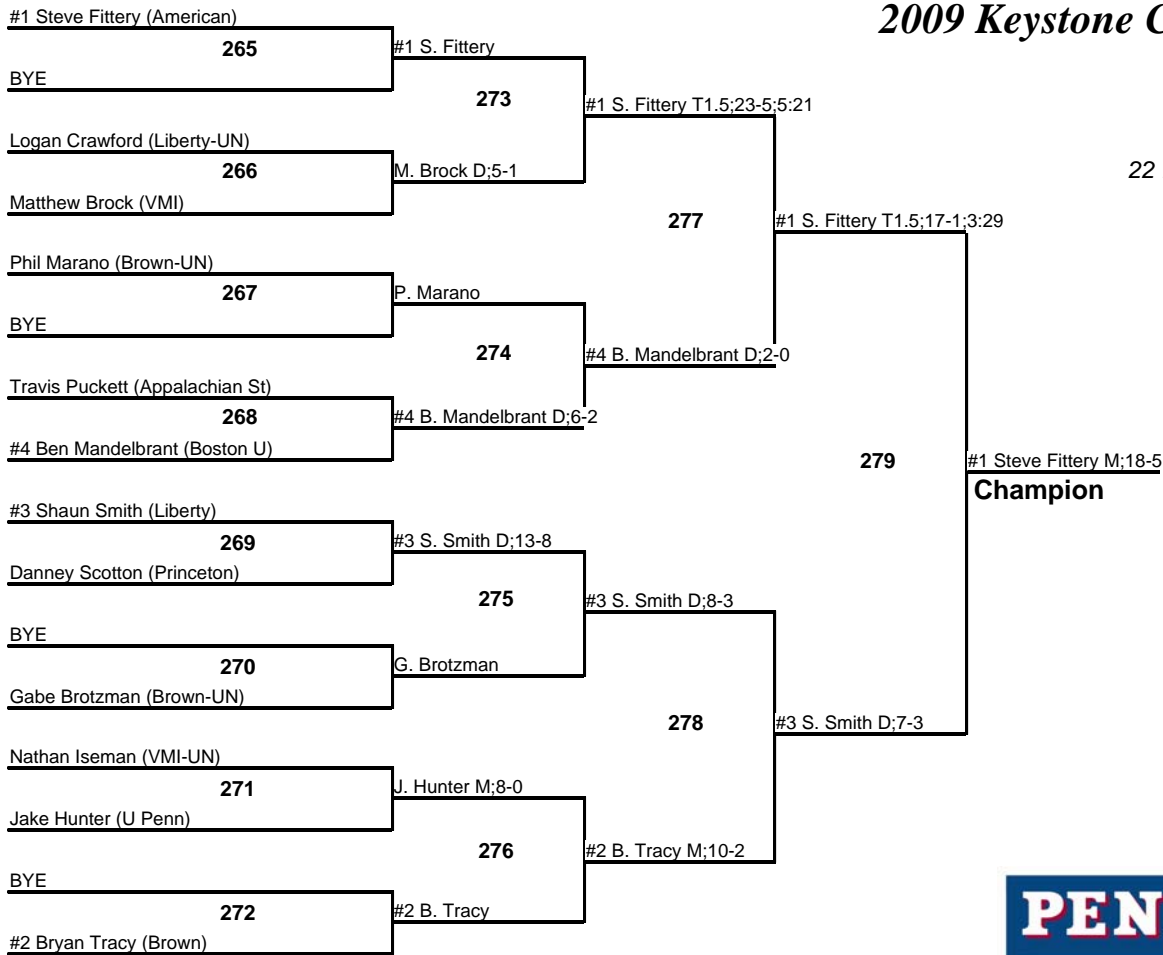 2009 Keystone C
22
#1 Steve Fittery (American)
265
BYE
#1 S. Fittery
273
#1 S. Fittery T1.5;23-5;5:21
Logan Crawford (Liberty-UN)
266
Matthew Brock (VMI)
M. Brock D;5-1
277
#1 S. Fittery T1.5;17-1;3:29
Phil Marano (Brown-UN)
267
BYE
P. Marano
274
#4 B. Mandelbrant D;2-0
Travis Puckett (Appalachian St)
268
#4 Ben Mandelbrant (Boston U)
#4 B. Mandelbrant D;6-2
279
#1 Steve Fittery M;18-5
Champion
#3 Shaun Smith (Liberty)
269
Danney Scotton (Princeton)
#3 S. Smith D;13-8
275
#3 S. Smith D;8-3
BYE
270
Gabe Brotzman (Brown-UN)
G. Brotzman
278
#3 S. Smith D;7-3
Nathan Iseman (VMI-UN)
271
Jake Hunter (U Penn)
J. Hunter M;8-0
276
#2 B. Tracy M;10-2
BYE
272
#2 Bryan Tracy (Brown)
#2 B. Tracy
PEN